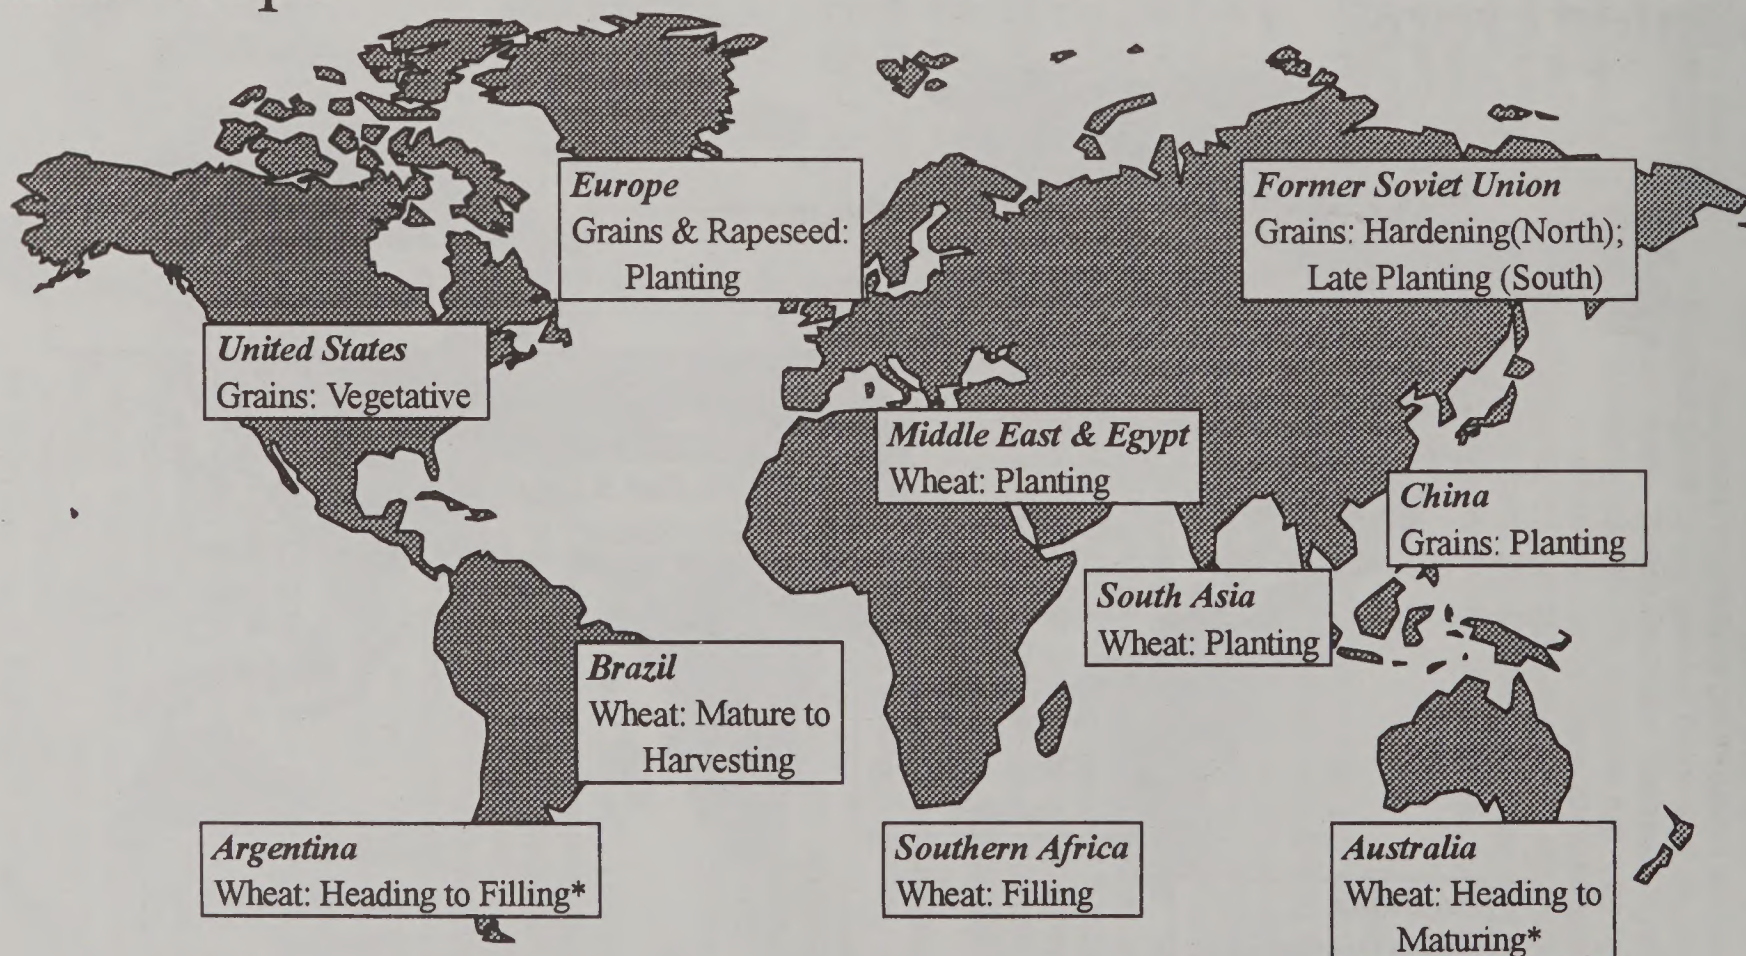 Europe
Grains & Rapeseed:
Planting
Former Soviet Union
Grains: Hardening(North);
Late Planting (South)
United States
Grains: Vegetative
Middle East & Egypt
Wheat: Planting
China
Grains: Planting
South Asia
Wheat: Planting
Brazil
Wheat: Mature to
Harvesting
Argentina
Wheat: Heading to Filling*
Southern Africa
Wheat: Filling
Australia
Wheat: Heading to
Maturing*